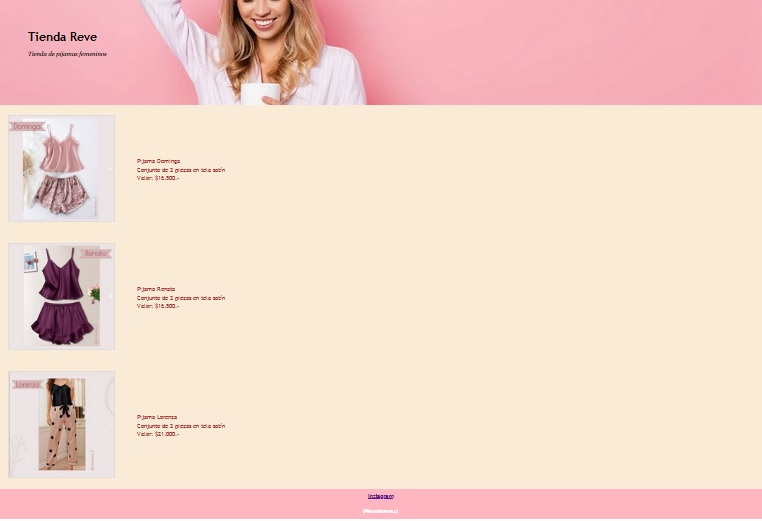 Tienda Reve
Tienda de pijamas femeninos
Dominga
Pijama Dominga
Conjunto de 2 piezas en tela satín
Valor: $16.500.-
Renata
Pijama Renata
Conjunto de 2 piezas en tela satín
Valor: $16.500.-
Lorenza
Pijama Lorenza
Conjunto de 2 piezas en tela satín
Valor: $21.000.-
Instagram